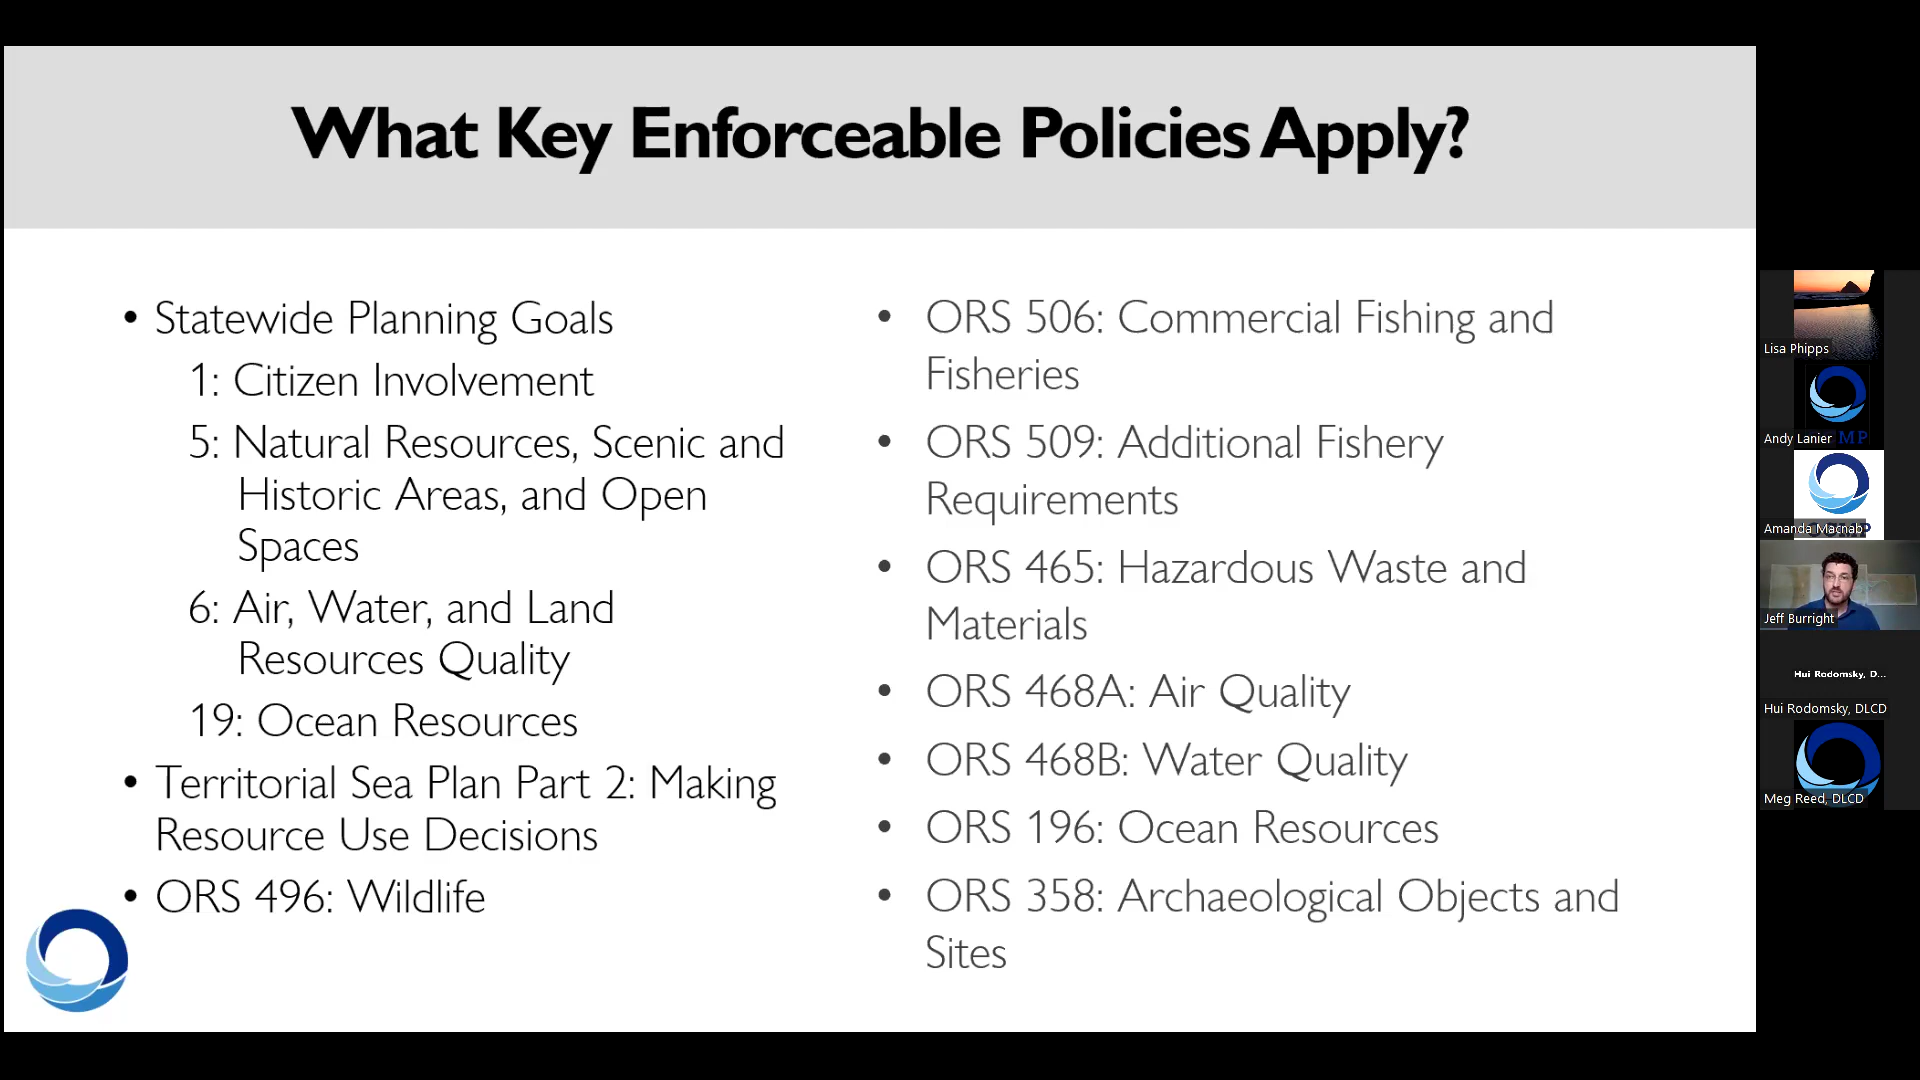 What Key Enforceable Policies Apply?
• Statewide Planning Goals
1: Citizen Involvement
5: Natural Resources, Scenic and
Historic Areas, and Open
Spaces
6: Air, Water, and Land
Resources Quality
19: Ocean Resources
• Territorial Sea Plan Part 2: Making
Resource Use Decisions
• ORS 496: Wildlife
• ORS 506: Commercial Fishing and
Fisheries
• ORS 509: Additional Fishery
Requirements
• ORS 465: Hazardous Waste and
Materials
• ORS 468A: Air Quality
• ORS 468B: Water Quality
• ORS 196: Ocean Resources
• ORS 358: Archaeological Objects and
Sites
Lisa Phipps
Andy Lanier
Amanda Macnab
Jeff Burright
Hui Rodomsky, D...
Hui Rodomsky, DLCD
Meg Reed, DLCD